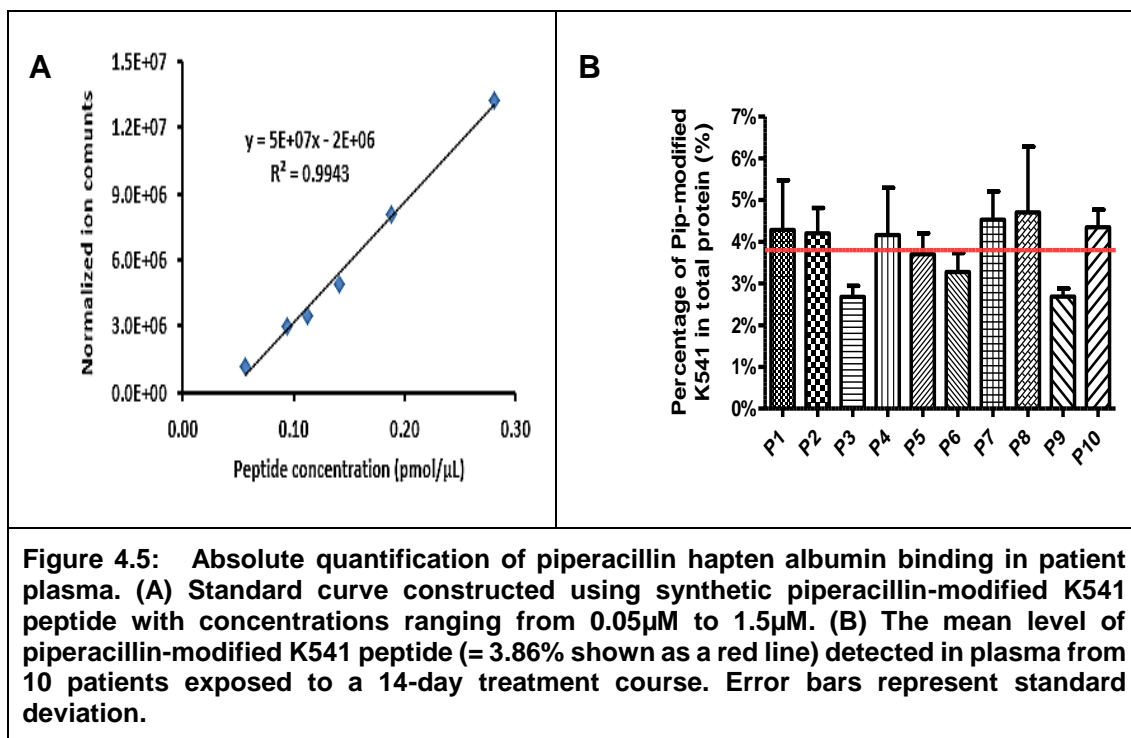 A
Normalized ion comunts
1.5E+07
1.2E+07
9.0E+06
6.0E+06
3.0E+06
0.0E+00
y = 5E+07x - 2E+06
R² = 0.9943
0.00 0.10 0.20 0.30
Peptide concentration (pmol/µL)
B
Percentage of Pip-modified
K541 in total protein (%)
7%
6%
5%
4%
3%
2%
1%
0%
P1 P2 P3 P4 P5 P6 P7 P8 P9 P10
Figure 4.5: Absolute quantification of piperacillin hapten albumin binding in patient
plasma. (A) Standard curve constructed using synthetic piperacillin-modified K541
peptide with concentrations ranging from 0.05µM to 1.5µM. (B) The mean level of
piperacillin-modified K541 peptide (= 3.86% shown as a red line) detected in plasma from
10 patients exposed to a 14-day treatment course. Error bars represent standard
deviation.